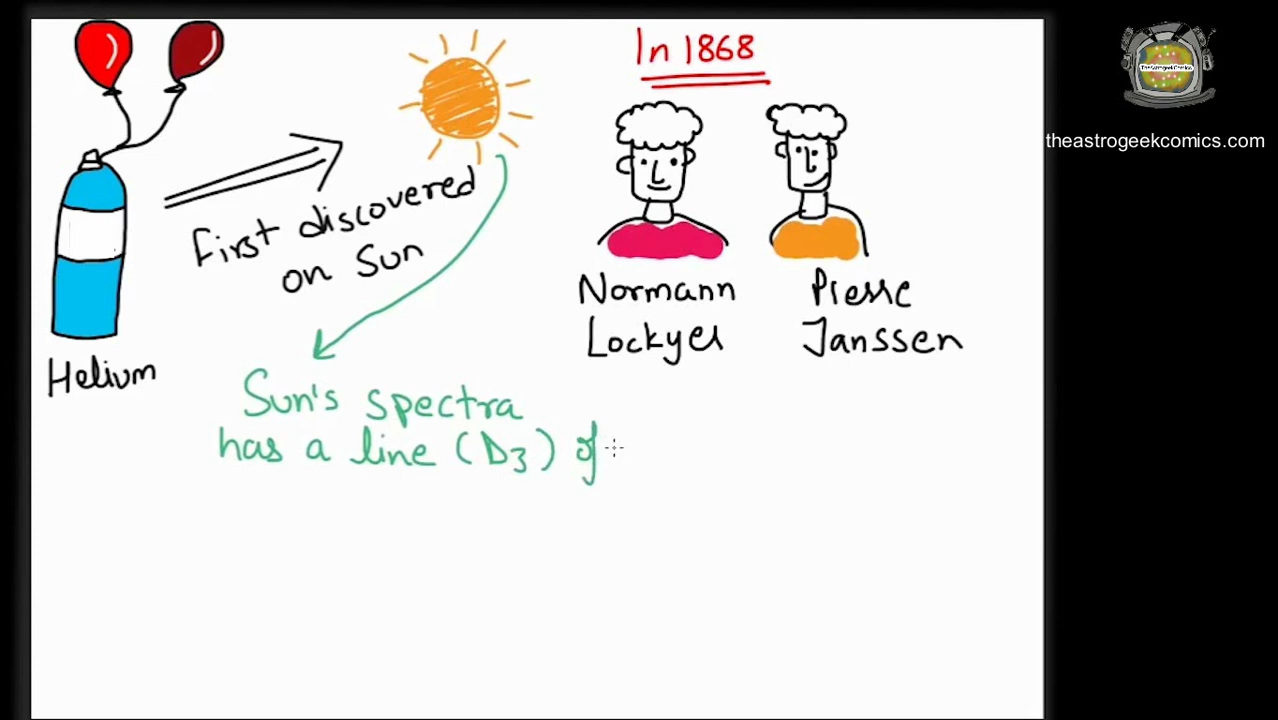 In 1868
First discovered
on Sun
Normann
Lockyer
Pierre
Janssen
Helium
Sun's spectra
has a line (D3) of
TheAstrogeekComics
theastrogeekcomics.com